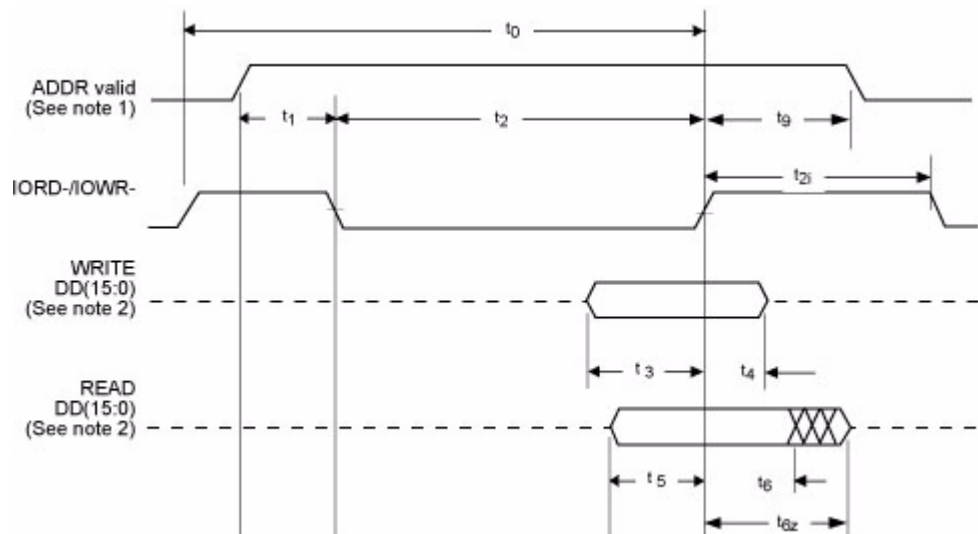 t0
ADDR valid
(See note 1)
t1
t2
t9
IORD-/IOWR-
t2i
WRITE
DD(15:0)
(See note 2)
t3
t4
READ
DD(15:0)
(See note 2)
t5
t6
t6z